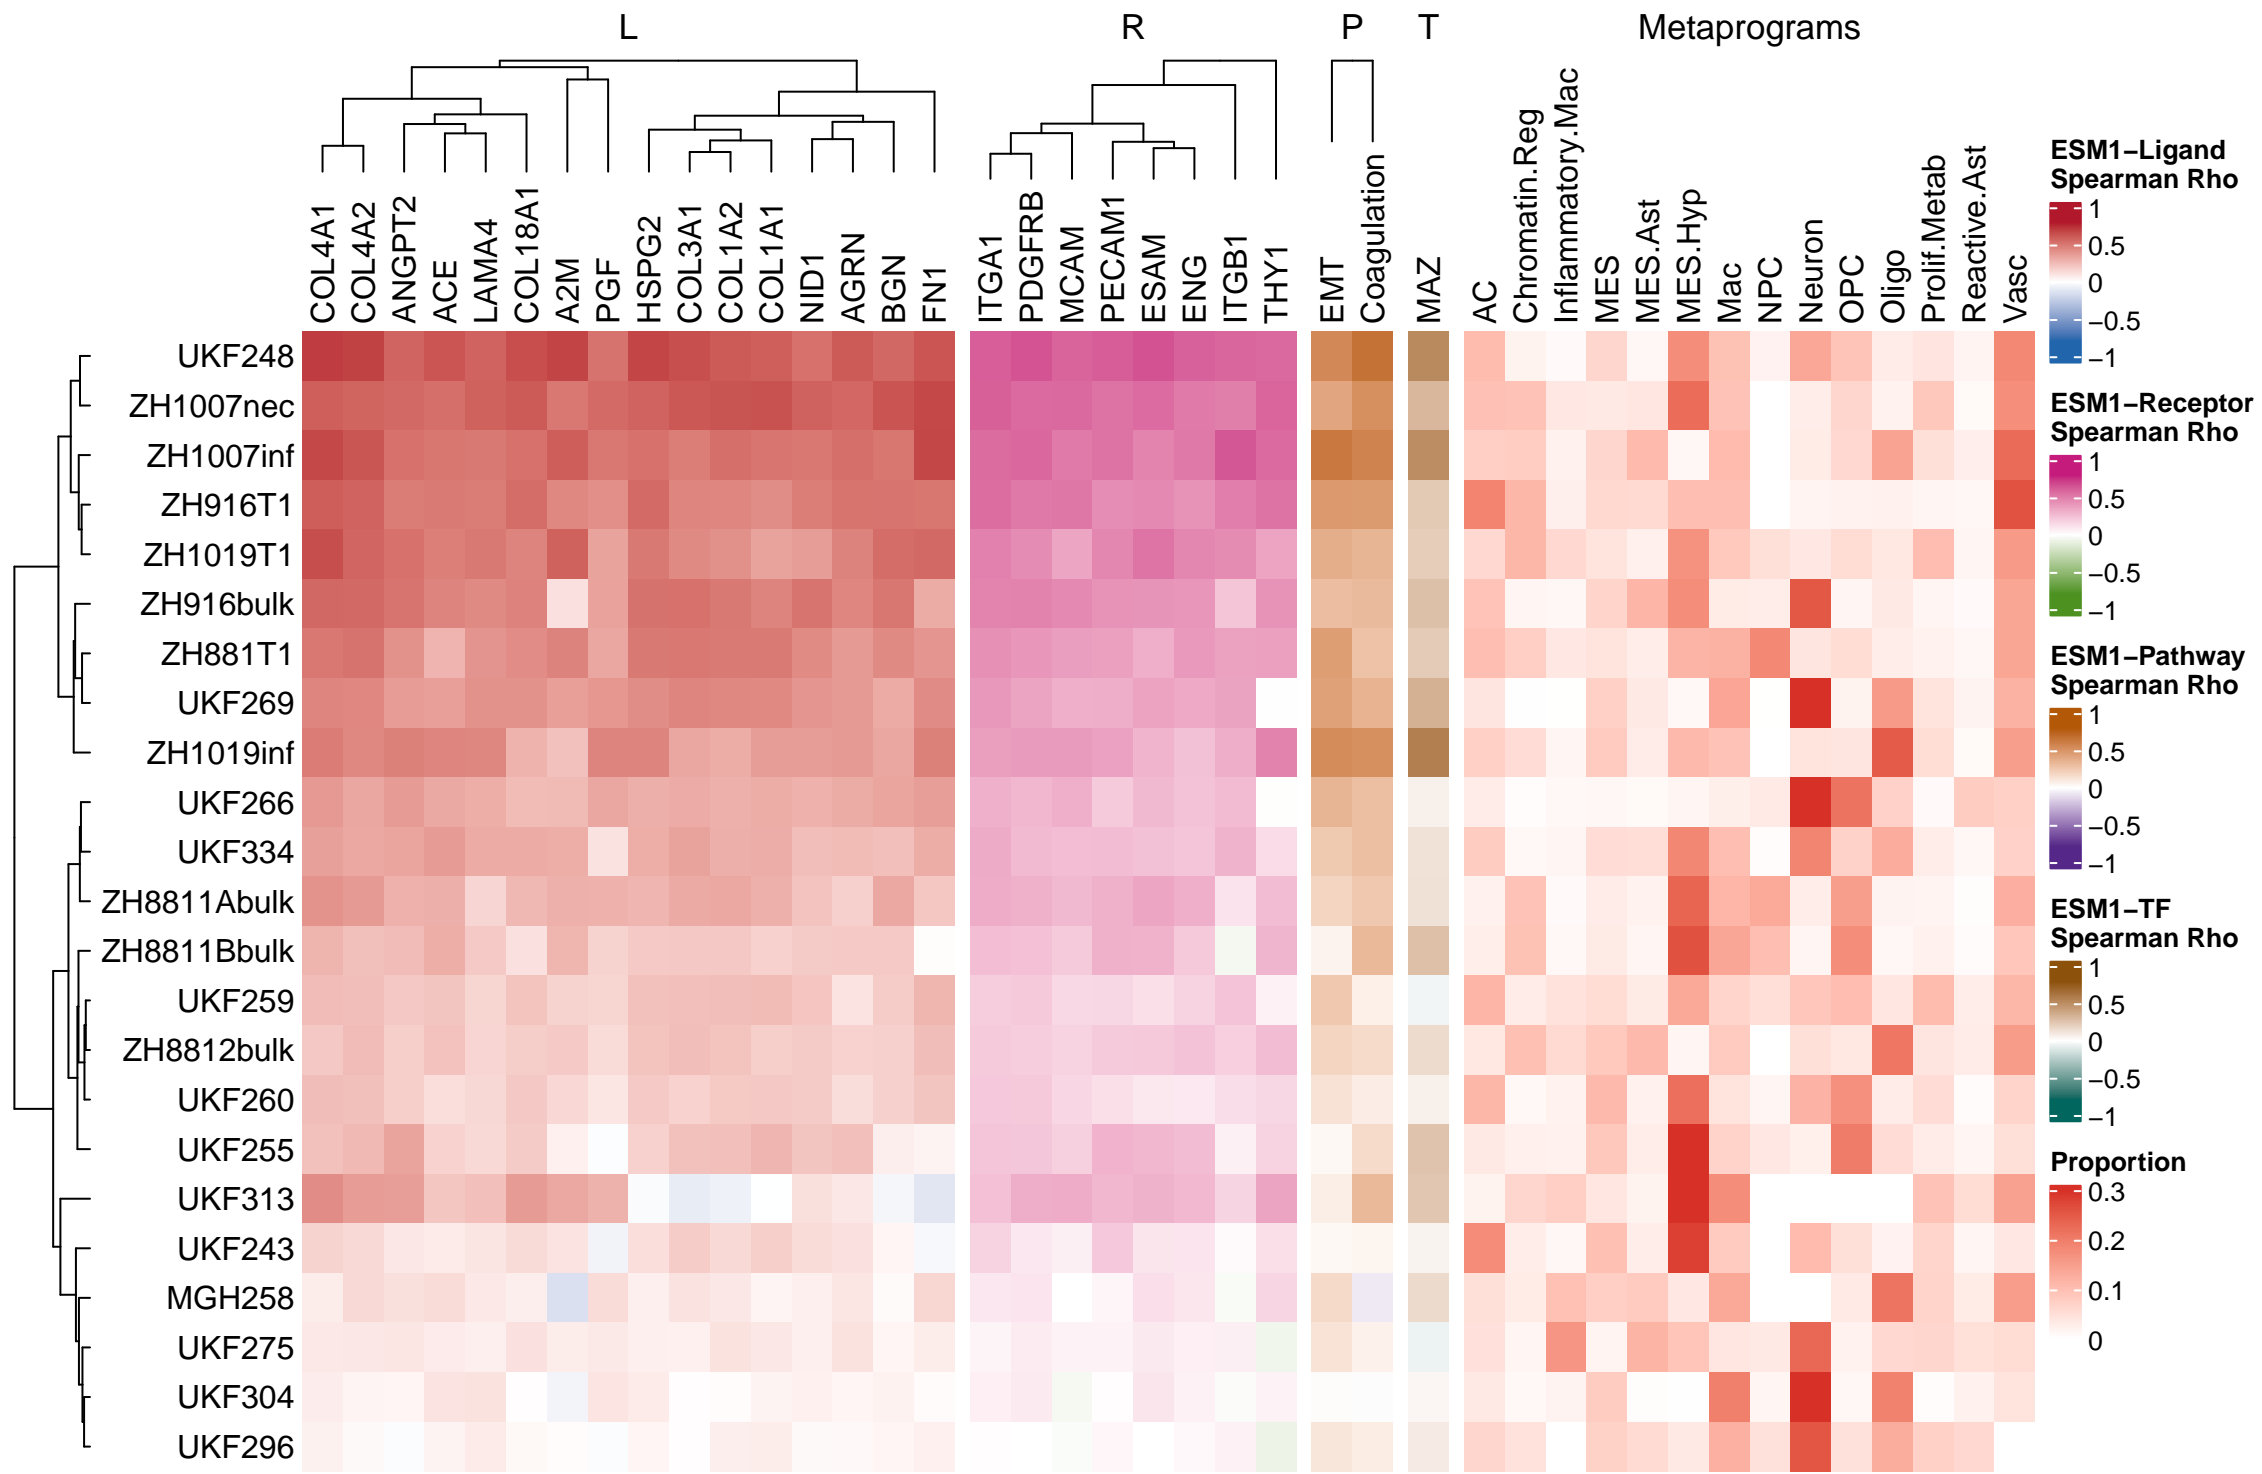 L R P T Metaprograms
COL4A1 COL4A2 ANGPT2 ACE LAMA4 COL18A1 A2M PGF HSPG2 COL3A1 COL1A2 COL1A1 NID1 AGRN BGN FN1
ITGA1 PDGFRB MCAM PECAM1 ESAM ENG ITGB1 THY1
EMT Coagulation
MAZ
AC Chromatin.Reg Inflammatory.Mac MES MES.Ast MES.Hyp Mac NPC Neuron OPC Oligo Prolif.Metab Reactive.Ast Vasc
UKF248
ZH1007nec
ZH1007inf
ZH916T1
ZH1019T1
ZH916bulk
ZH881T1
UKF269
ZH1019inf
UKF266
UKF334
ZH8811Abulk
ZH8811Bbulk
UKF259
ZH8812bulk
UKF260
UKF255
UKF313
UKF243
MGH258
UKF275
UKF304
UKF296
ESM1−Ligand
Spearman Rho
1
0.5
0
−0.5
−1
ESM1−Receptor
Spearman Rho
1
0.5
0
−0.5
−1
ESM1−Pathway
Spearman Rho
1
0.5
0
−0.5
−1
ESM1−TF
Spearman Rho
1
0.5
0
−0.5
−1
Proportion
0.3
0.2
0.1
0